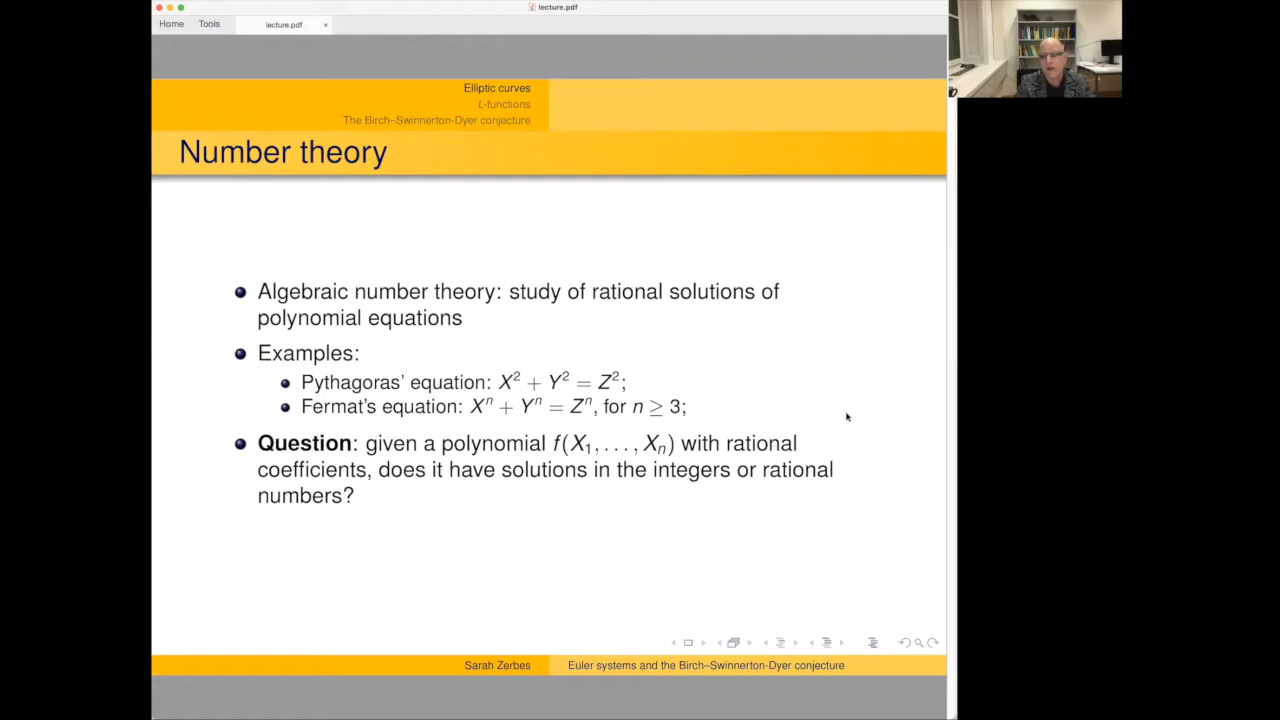 lecture.pdf
Home Tools lecture.pdf ×
Elliptic curves
L-functions
The Birch–Swinnerton-Dyer conjecture
Number theory
Algebraic number theory: study of rational solutions of
polynomial equations
Examples:
Pythagoras' equation: X² + Y² = Z²;
Fermat's equation: Xⁿ + Yⁿ = Zⁿ, for n ≥ 3;
Question: given a polynomial f(X₁, . . . , Xₙ) with rational
coefficients, does it have solutions in the integers or rational
numbers?
Sarah Zerbes Euler systems and the Birch–Swinnerton-Dyer conjecture